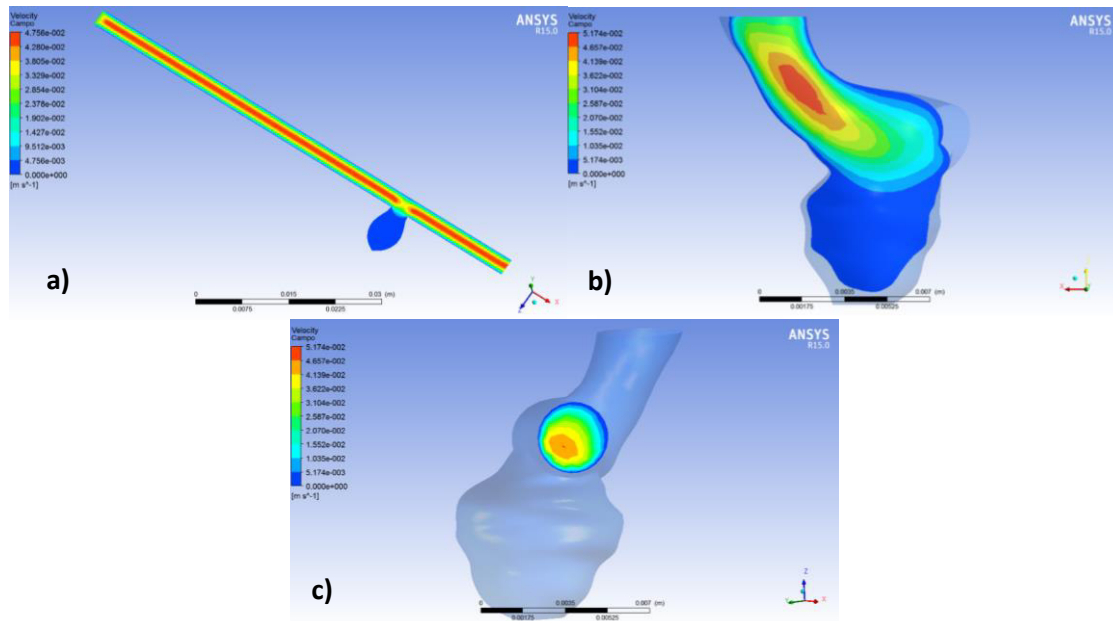 Velocity
Campo
4.756e-002
4.280e-002
3.805e-002
3.329e-002
2.854e-002
2.378e-002
1.902e-002
1.427e-002
9.512e-003
4.756e-003
0.000e+000
[m s^-1]
ANSYS
R15.0
a)
0 0.015 0.03 (m)
0.0075 0.0225
Y
X
Z
Velocity
Campo
5.174e-002
4.657e-002
4.139e-002
3.622e-002
3.104e-002
2.587e-002
2.070e-002
1.552e-002
1.035e-002
5.174e-003
0.000e+000
[m s^-1]
ANSYS
R15.0
b)
0.0035 0.007 (m)
0.00175 0.00525
X
Velocity
Campo
5.174e-002
4.657e-002
4.139e-002
3.622e-002
3.104e-002
2.587e-002
2.070e-002
1.552e-002
1.035e-002
5.174e-003
0.000e+000
[m s^-1]
ANSYS
R15.0
c)
0.0035 0.007 (m)
0.00175 0.00525
Z
Y
X